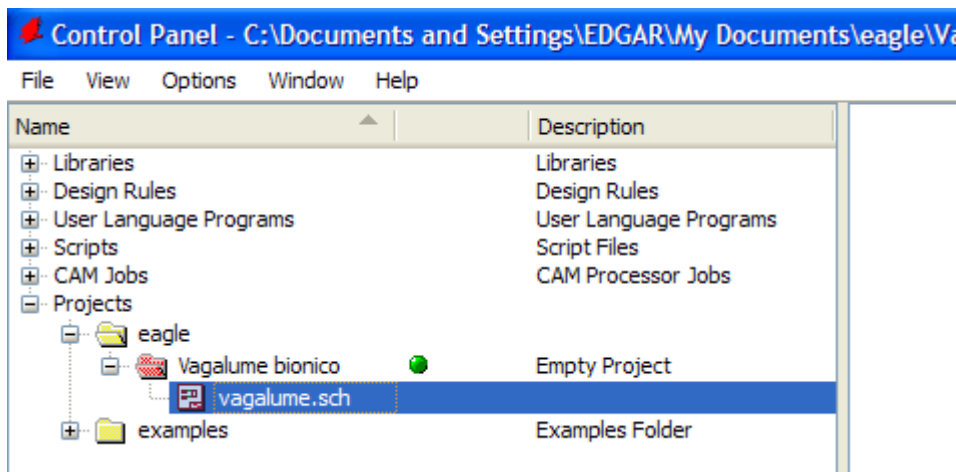 Control Panel - C:\Documents and Settings\EDGAR\My Documents\eagle\Va
File View Options Window Help
Name Description
Libraries Libraries
Design Rules Design Rules
User Language Programs User Language Programs
Scripts Script Files
CAM Jobs CAM Processor Jobs
Projects
eagle
Vagalume bionico Empty Project
vagalume.sch
examples Examples Folder